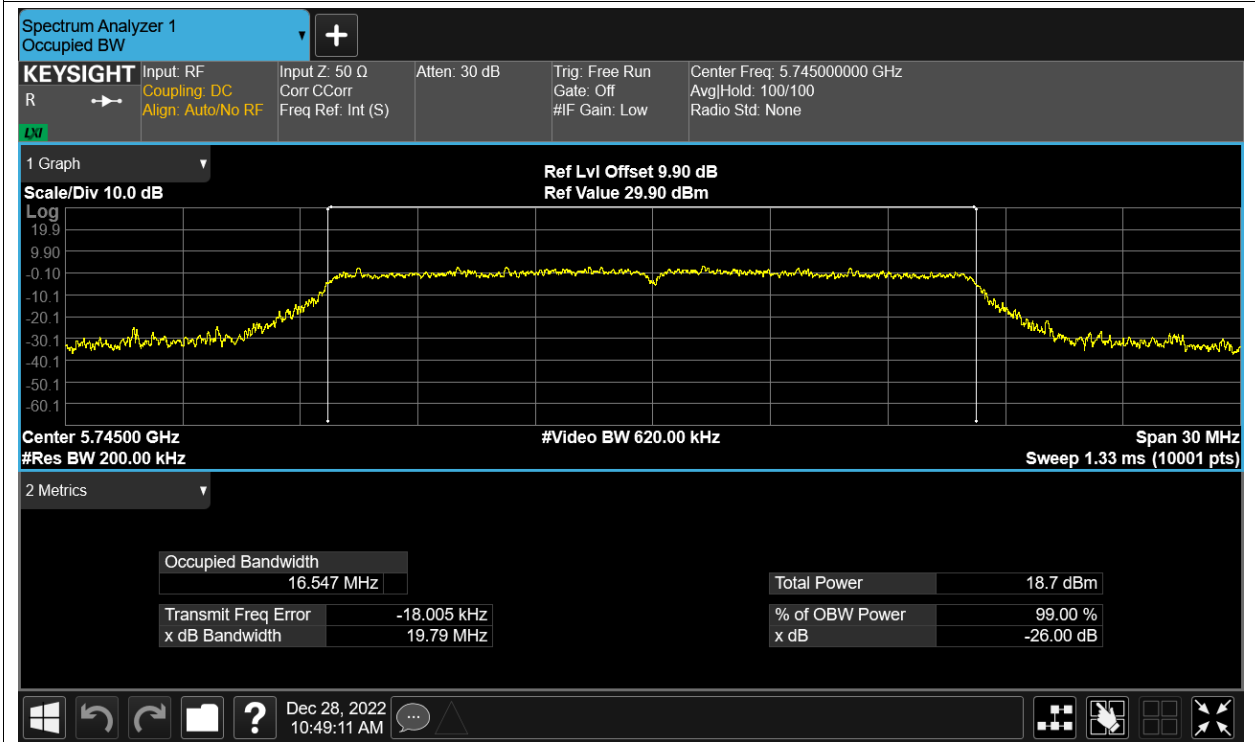 Spectrum Analyzer 1
Occupied BW
+
KEYSIGHT
R
LXI
Input: RF
Coupling: DC
Align: Auto/No RF
Input Z: 50 Ω
Corr CCorr
Freq Ref: Int (S)
Atten: 30 dB
Trig: Free Run
Gate: Off
#IF Gain: Low
Center Freq: 5.745000000 GHz
Avg|Hold: 100/100
Radio Std: None
1 Graph
Scale/Div 10.0 dB
Ref Lvl Offset 9.90 dB
Ref Value 29.90 dBm
Log
19.9
9.90
-0.10
-10.1
-20.1
-30.1
-40.1
-50.1
-60.1
Center 5.74500 GHz
#Res BW 200.00 kHz
#Video BW 620.00 kHz
Span 30 MHz
Sweep 1.33 ms (10001 pts)
2 Metrics
Occupied Bandwidth
16.547 MHz
Transmit Freq Error -18.005 kHz
x dB Bandwidth 19.79 MHz
Total Power 18.7 dBm
% of OBW Power 99.00 %
x dB -26.00 dB
?
Dec 28, 2022
10:49:11 AM